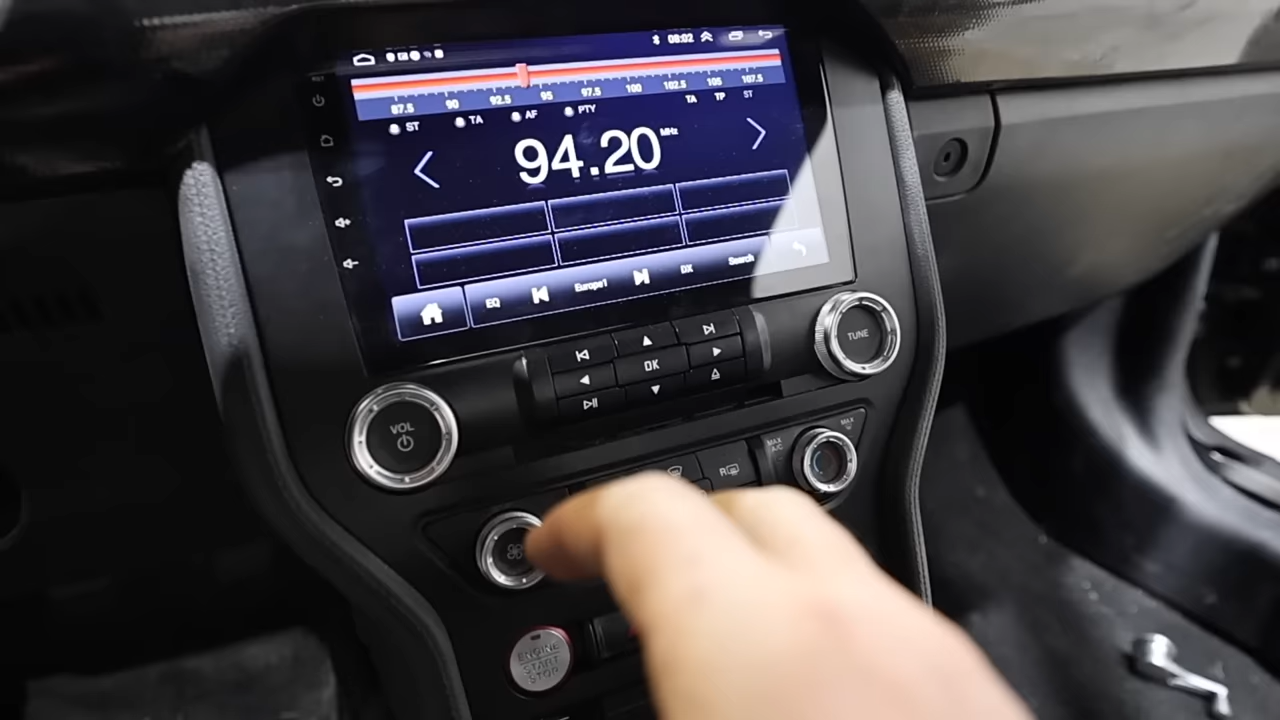 08:02
RST
87.5 90 92.5 95 97.5 100 102.5 105 107.5
ST TA AF PTY TA TP ST
94.20 MHz
EQ Europe1 DX Search
TUNE
OK
VOL
MAX A/C
MAX
R
ENGINE
START
STOP